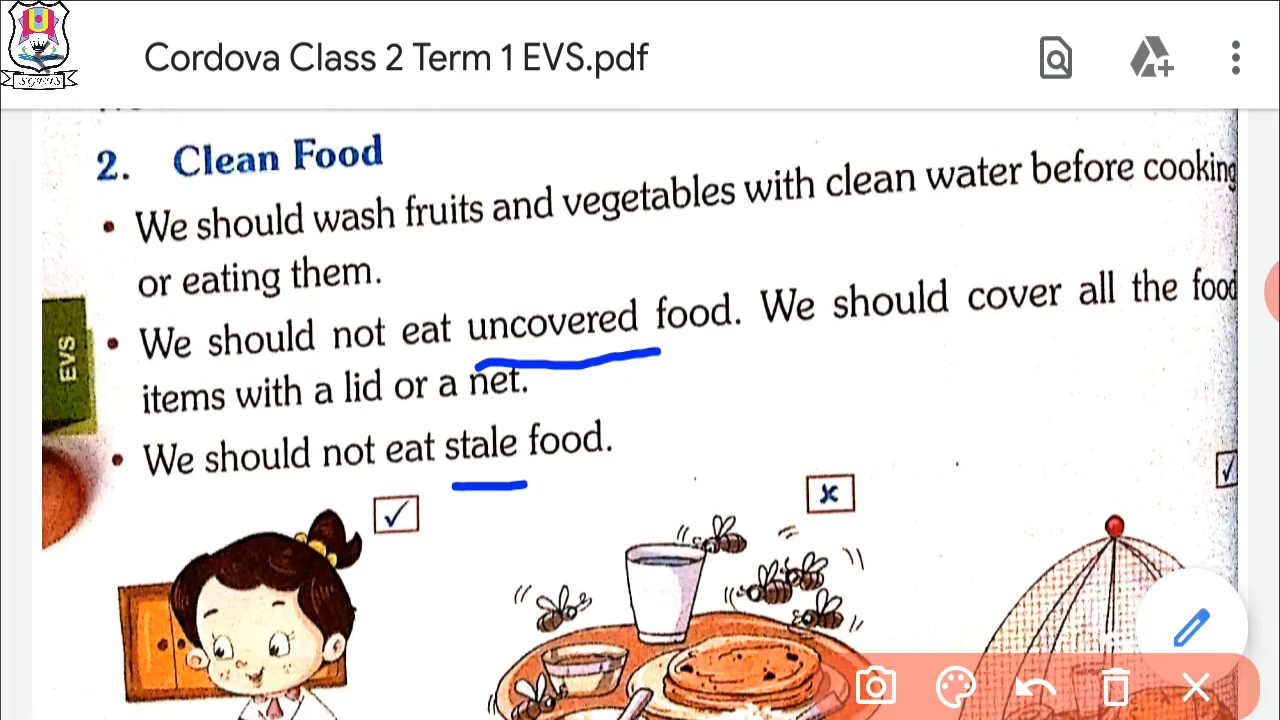 Cordova Class 2 Term 1 EVS.pdf
2. Clean Food
• We should wash fruits and vegetables with clean water before cooking
or eating them.
• We should not eat uncovered food. We should cover all the food
items with a lid or a net.
• We should not eat stale food.
EVS